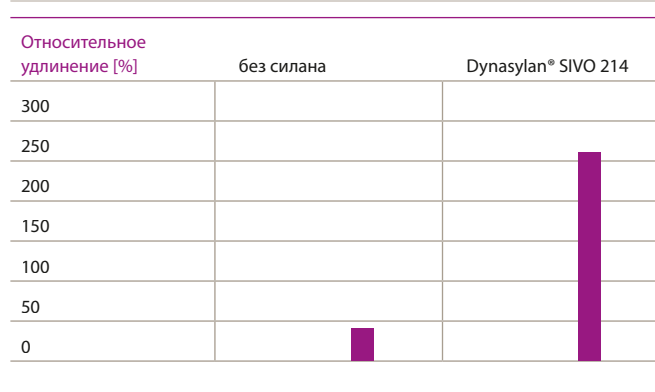 Относительное
удлинение [%]
без силана
Dynasylan® SIVO 214
300
250
200
150
100
50
0